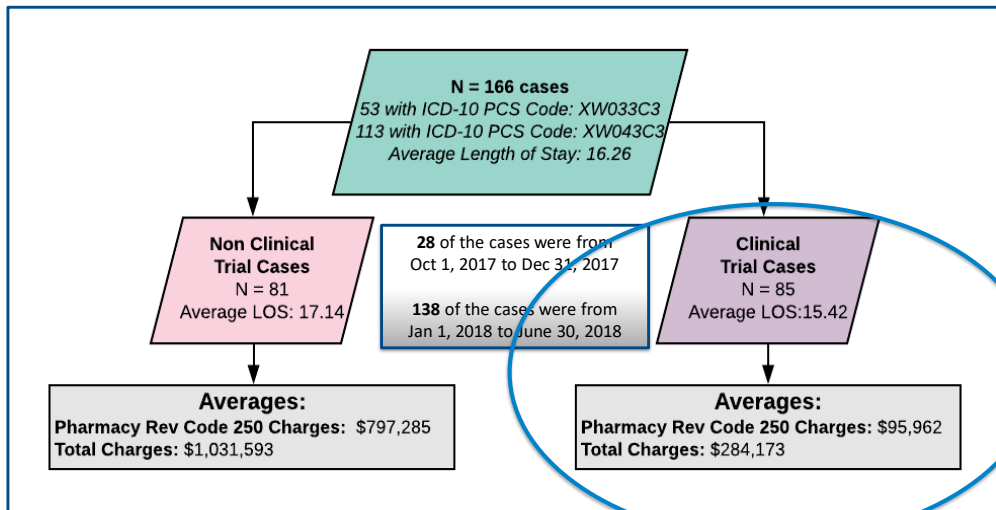 N = 166 cases
53 with ICD-10 PCS Code: XW033C3
113 with ICD-10 PCS Code: XW043C3
Average Length of Stay: 16.26
Non Clinical
Trial Cases
N = 81
Average LOS: 17.14
28 of the cases were from
Oct 1, 2017 to Dec 31, 2017
138 of the cases were from
Jan 1, 2018 to June 30, 2018
Clinical
Trial Cases
N = 85
Average LOS:15.42
Averages:
Pharmacy Rev Code 250 Charges: $797,285
Total Charges: $1,031,593
Averages:
Pharmacy Rev Code 250 Charges: $95,962
Total Charges: $284,173